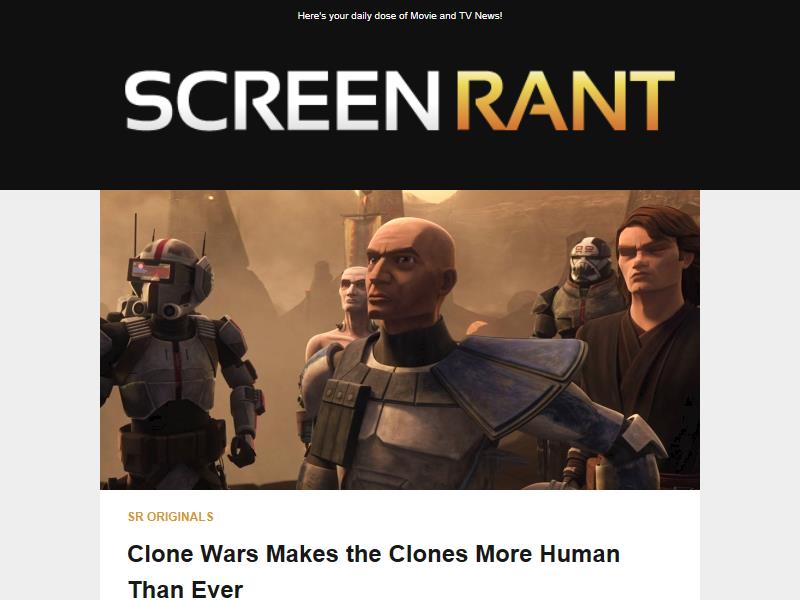 Here's your daily dose of Movie and TV News!
SCREEN RANT
SR ORIGINALS
Clone Wars Makes the Clones More Human
Than Ever